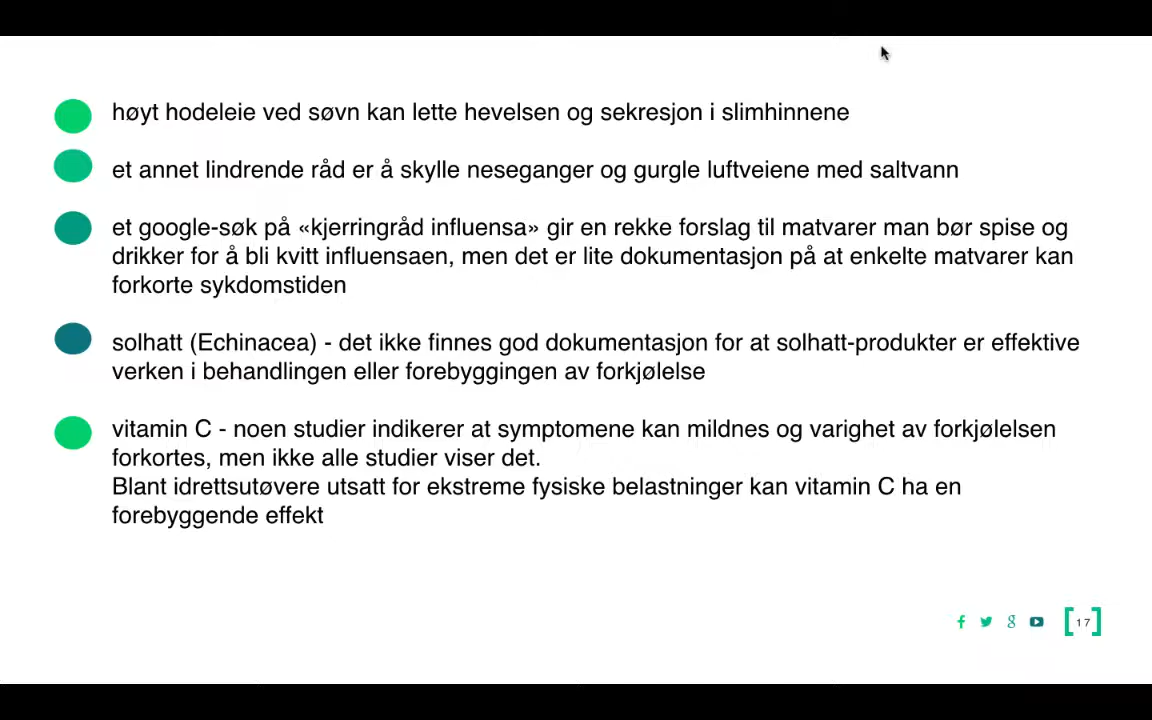 høyt hodeleie ved søvn kan lette hevelsen og sekresjon i slimhinnene
et annet lindrende råd er å skylle neseganger og gurgle luftveiene med saltvann
et google-søk på «kjerringråd influensa» gir en rekke forslag til matvarer man bør spise og
drikker for å bli kvitt influensaen, men det er lite dokumentasjon på at enkelte matvarer kan
forkorte sykdomstiden
solhatt (Echinacea) - det ikke finnes god dokumentasjon for at solhatt-produkter er effektive
verken i behandlingen eller forebyggingen av forkjølelse
vitamin C - noen studier indikerer at symptomene kan mildnes og varighet av forkjølelsen
forkortes, men ikke alle studier viser det.
Blant idrettsutøvere utsatt for ekstreme fysiske belastninger kan vitamin C ha en
forebyggende effekt
[17]